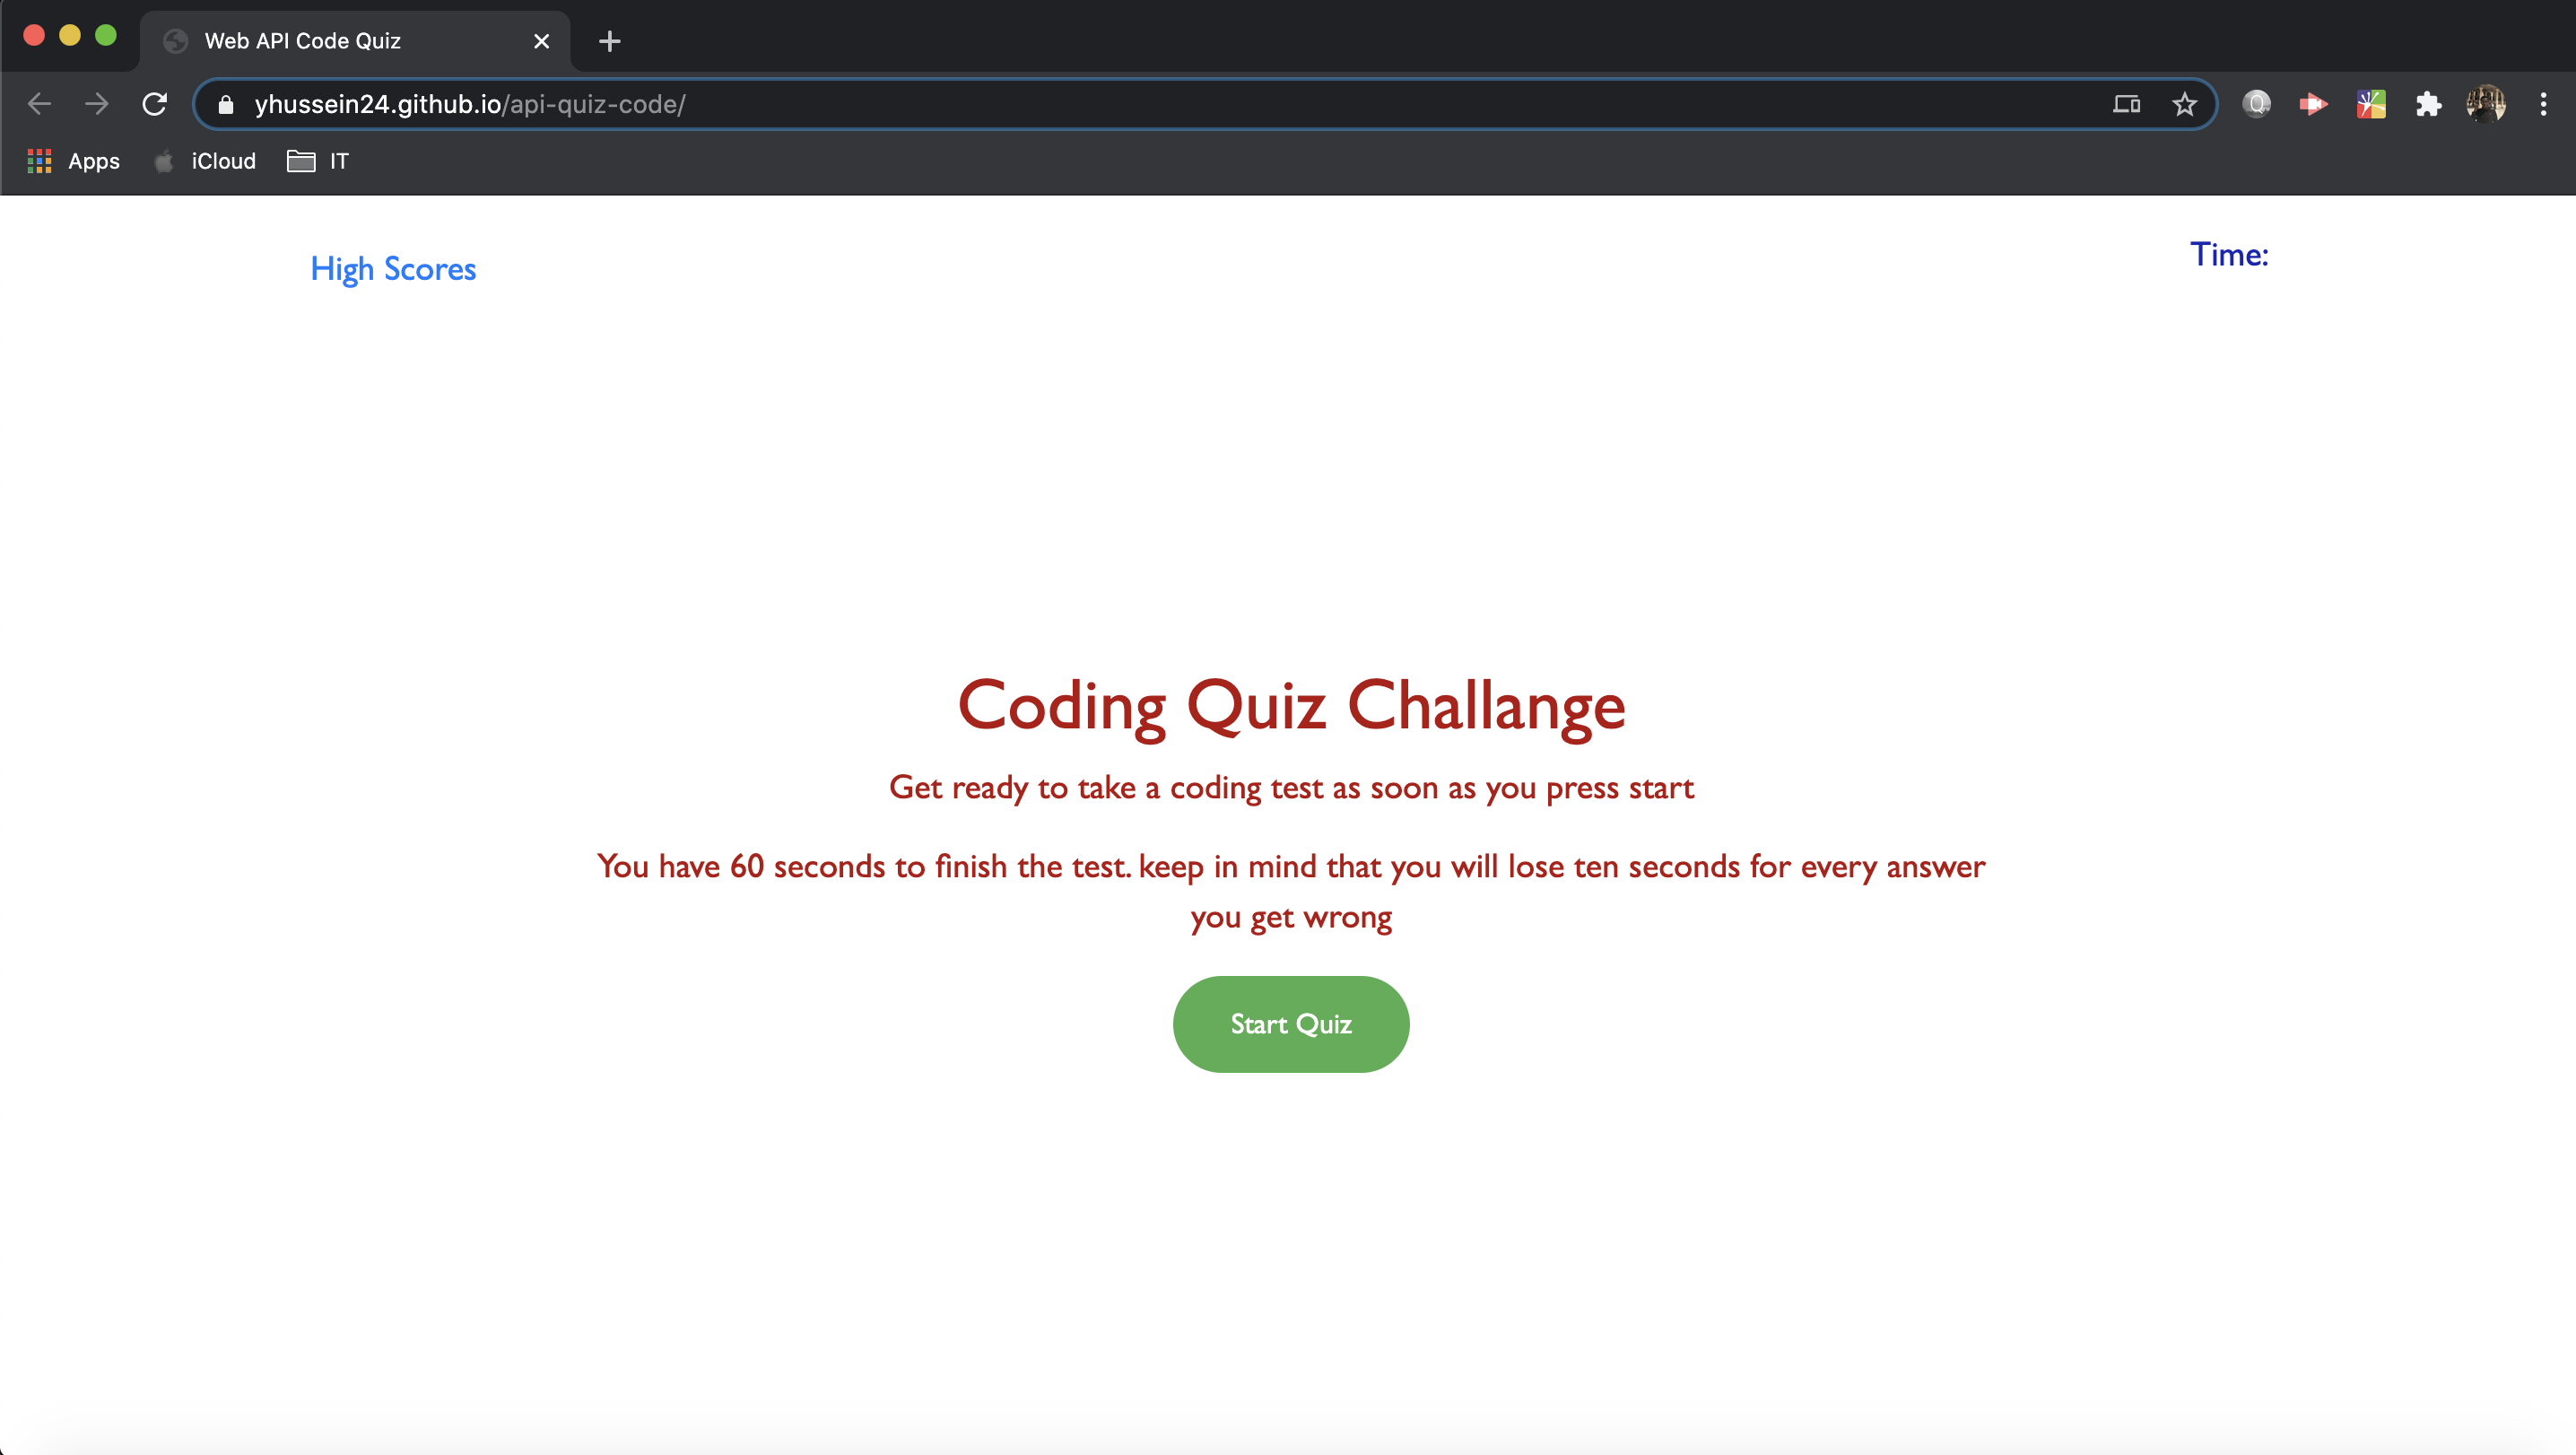 Web API Code Quiz
yhussein24.github.io/api-quiz-code/
Q
Apps iCloud IT
High Scores
Time:
Coding Quiz Challange
Get ready to take a coding test as soon as you press start
You have 60 seconds to finish the test. keep in mind that you will lose ten seconds for every answer
you get wrong
Start Quiz